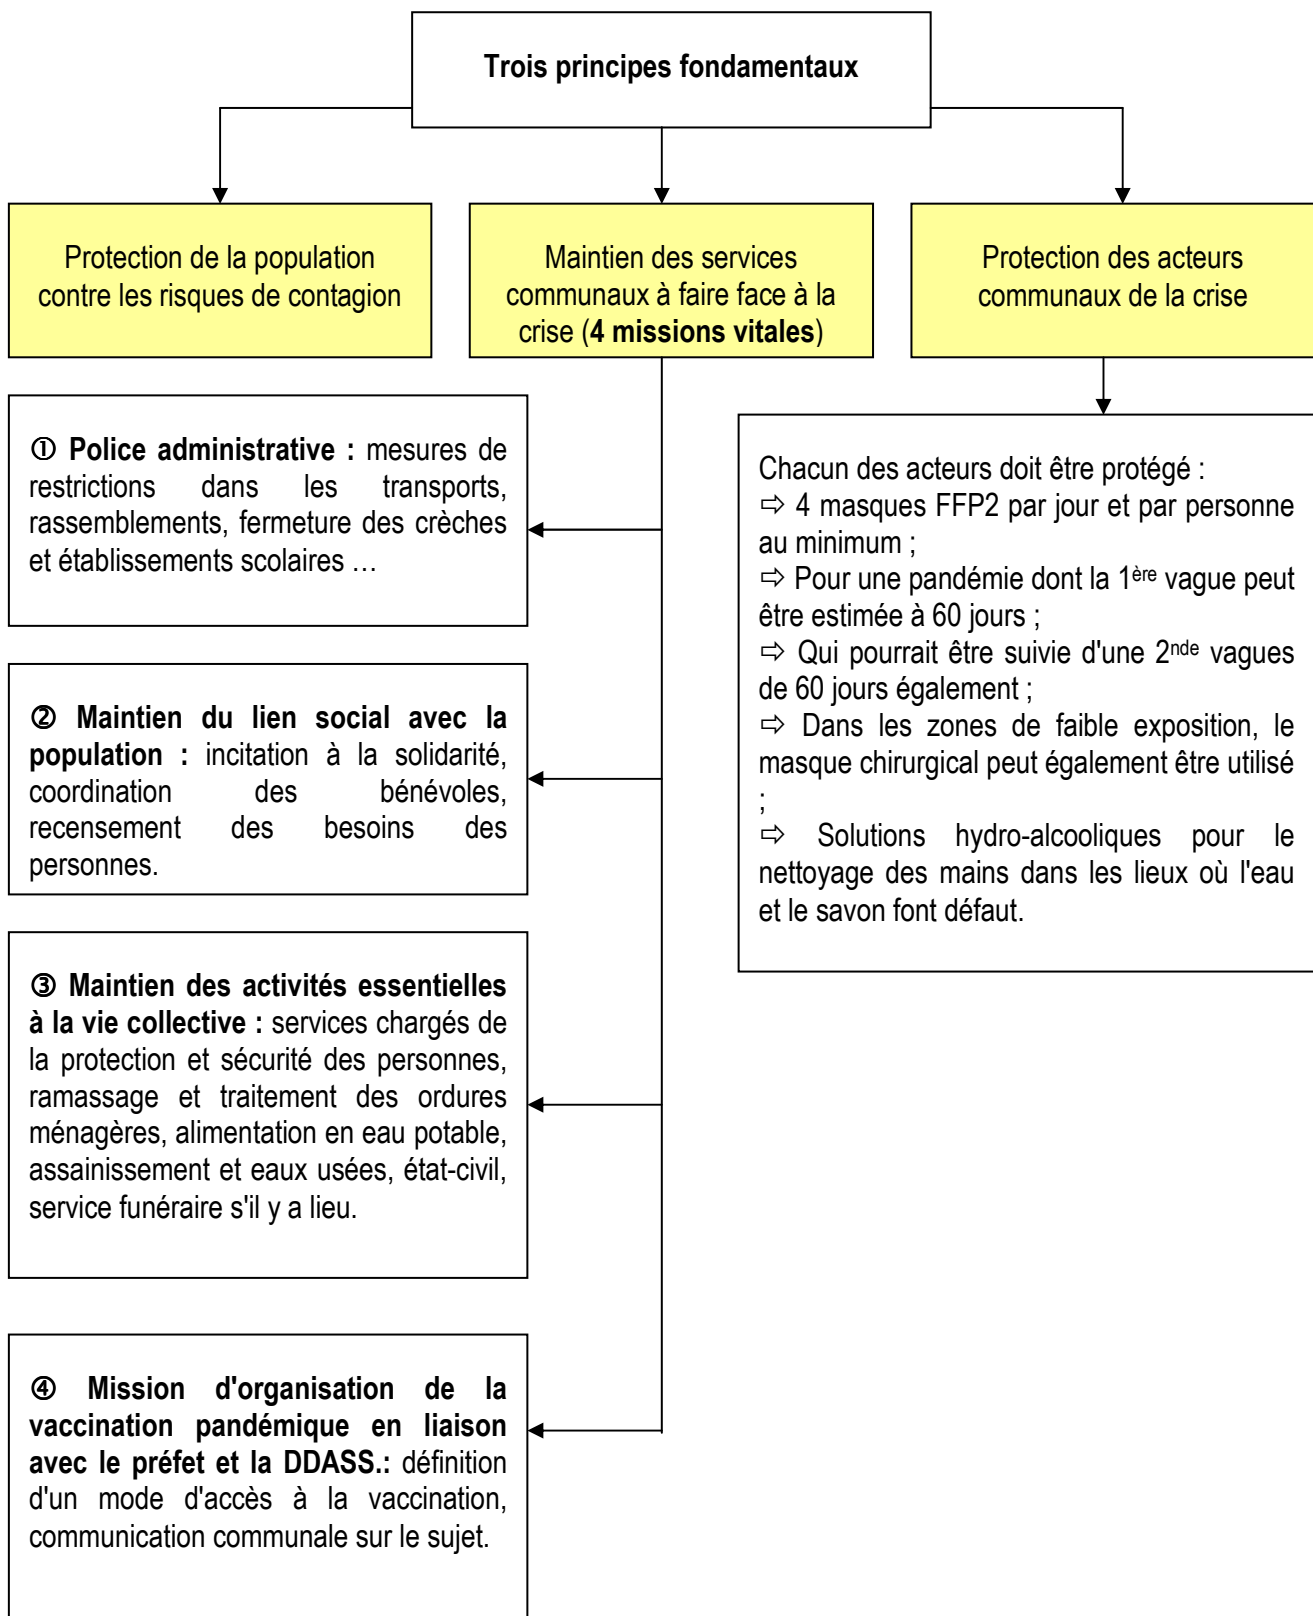 Trois principes fondamentaux
Protection de la population
contre les risques de contagion
Maintien des services
communaux à faire face à la
crise (4 missions vitales)
Protection des acteurs
communaux de la crise
① Police administrative : mesures de
restrictions dans les transports,
rassemblements, fermeture des crèches
et établissements scolaires …
② Maintien du lien social avec la
population : incitation à la solidarité,
coordination des bénévoles,
recensement des besoins des
personnes.
③ Maintien des activités essentielles
à la vie collective : services chargés de
la protection et sécurité des personnes,
ramassage et traitement des ordures
ménagères, alimentation en eau potable,
assainissement et eaux usées, état-civil,
service funéraire s'il y a lieu.
④ Mission d'organisation de la
vaccination pandémique en liaison
avec le préfet et la DDASS.: définition
d'un mode d'accès à la vaccination,
communication communale sur le sujet.
Chacun des acteurs doit être protégé :
⇨ 4 masques FFP2 par jour et par personne
au minimum ;
⇨ Pour une pandémie dont la 1ère vague peut
être estimée à 60 jours ;
⇨ Qui pourrait être suivie d'une 2nde vagues
de 60 jours également ;
⇨ Dans les zones de faible exposition, le
masque chirurgical peut également être utilisé
;
⇨ Solutions hydro-alcooliques pour le
nettoyage des mains dans les lieux où l'eau
et le savon font défaut.